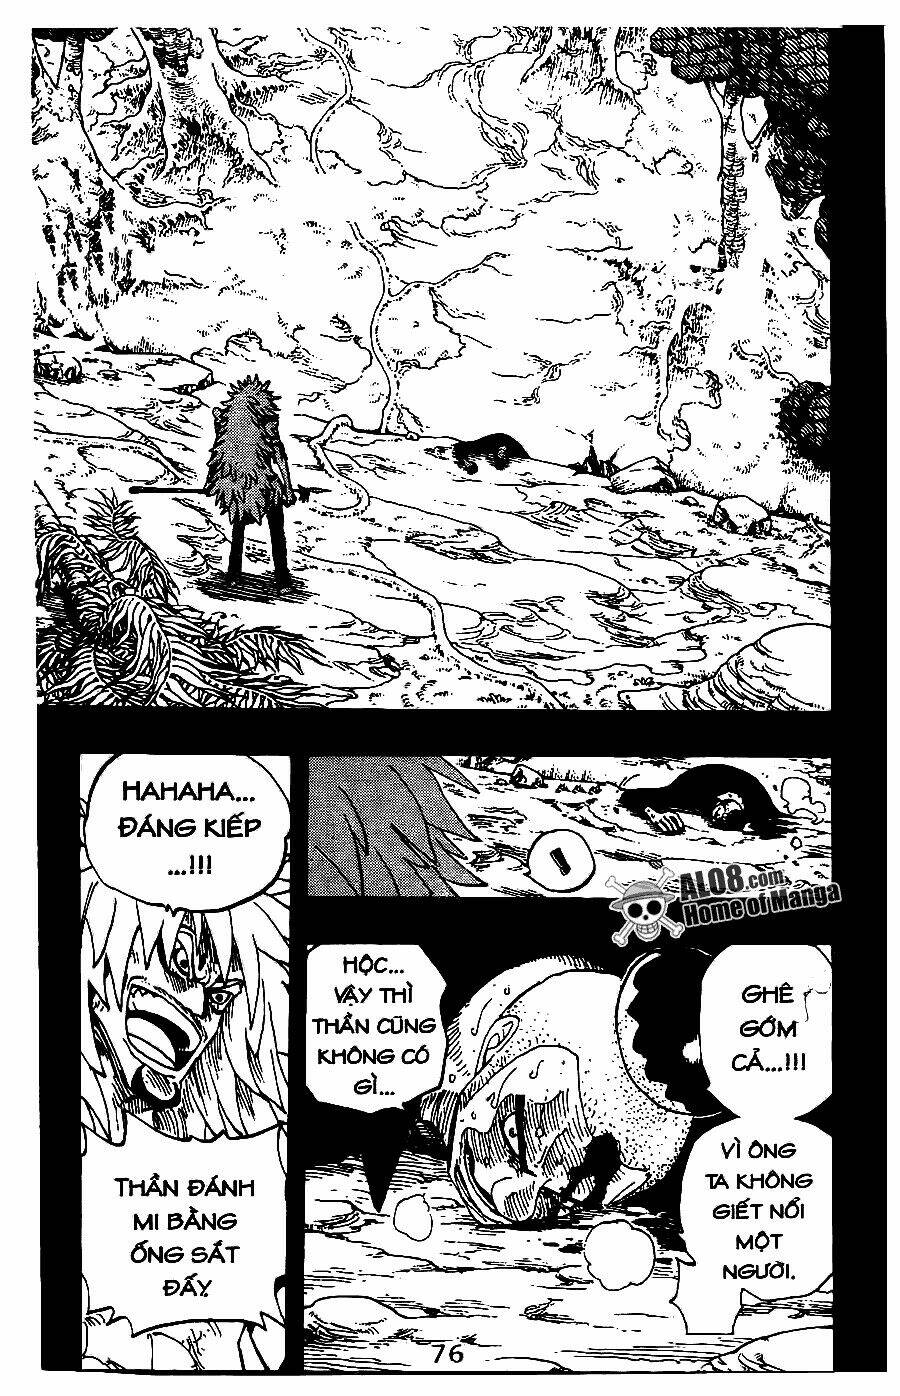 HAHAHA...
ĐÁNG KIẾP
...!!!
THẦN ĐÁNH
MI BẰNG
ỐNG SẮT
ĐẤY.
AL08.com
Home of Manga
GHÊ
GỚM
CẢ...!!!
VÌ ÔNG
TA KHÔNG
GIẾT NỔI
MỘT
NGƯỜI.
HỘC...
VẬY THÌ
THẦN CŨNG
KHÔNG CÓ
GÌ...
76